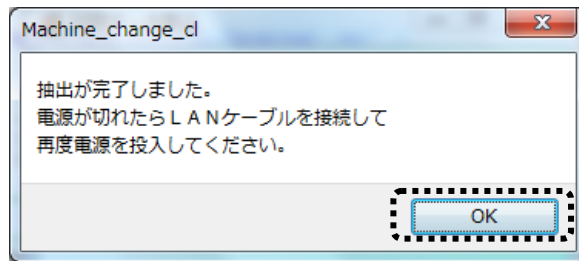 Machine_change_cl
抽出が完了しました。
電源が切れたらＬＡＮケーブルを接続して
再度電源を投入してください。
OK